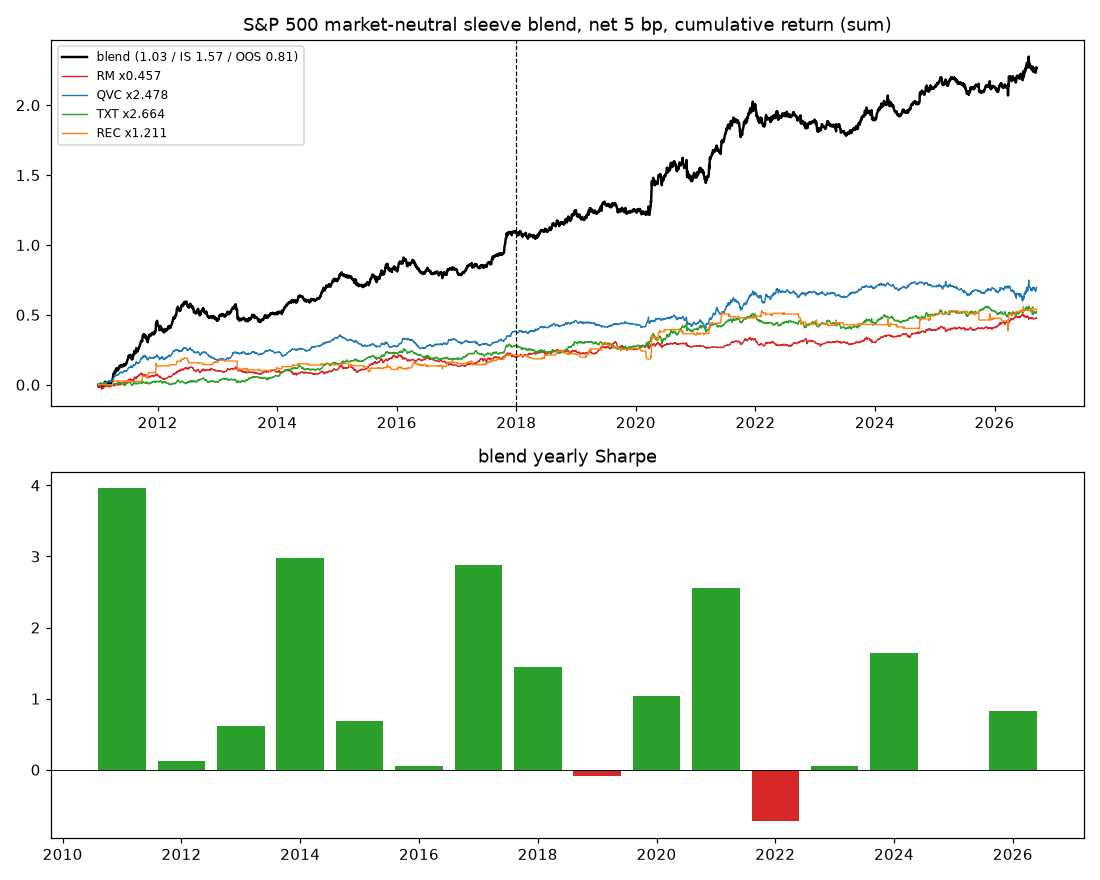 S&P 500 market-neutral sleeve blend, net 5 bp, cumulative return (sum)
blend (1.03 / IS 1.57 / OOS 0.81)
RM x0.457
QVC x2.478
TXT x2.664
REC x1.211
2.0
1.5
1.0
0.5
0.0
2012 2014 2016 2018 2020 2022 2024 2026
blend yearly Sharpe
4
3
2
1
0
2010 2012 2014 2016 2018 2020 2022 2024 2026